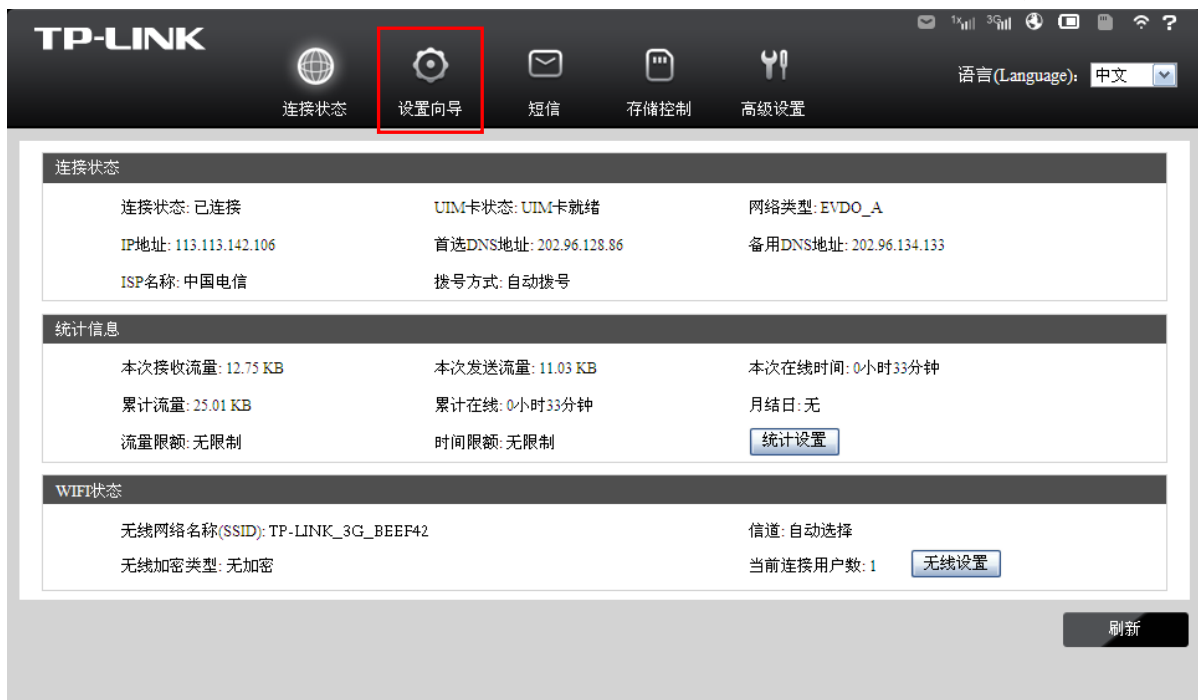 TP-LINK
1X 3G ?
语言(Language): 中文
连接状态 设置向导 短信 存储控制 高级设置
连接状态
连接状态: 已连接 UIM卡状态: UIM卡就绪 网络类型: EVDO_A
IP地址: 113.113.142.106 首选DNS地址: 202.96.128.86 备用DNS地址: 202.96.134.133
ISP名称: 中国电信 拨号方式: 自动拨号
统计信息
本次接收流量: 12.75 KB 本次发送流量: 11.03 KB 本次在线时间: 0小时33分钟
累计流量: 25.01 KB 累计在线: 0小时33分钟 月结日: 无
流量限额: 无限制 时间限额: 无限制 统计设置
WIFI状态
无线网络名称(SSID): TP-LINK_3G_BEEF42 信道: 自动选择
无线加密类型: 无加密 当前连接用户数: 1 无线设置
刷新